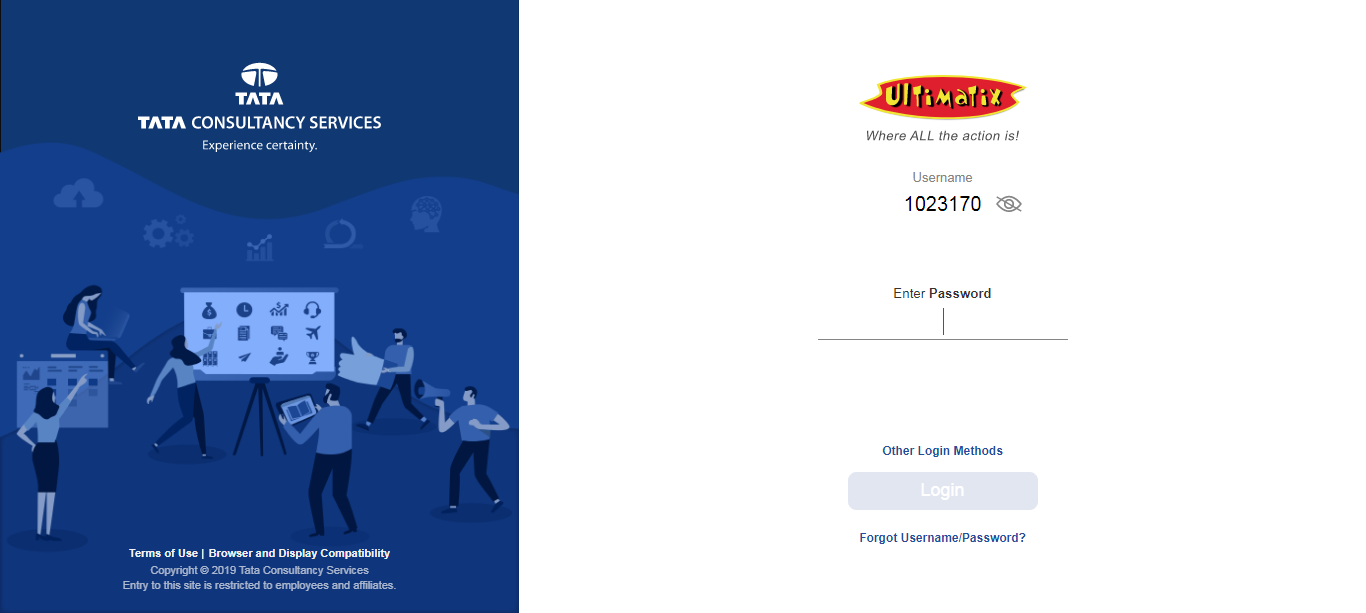 TATA
TATA CONSULTANCY SERVICES
Experience certainty.
Terms of Use | Browser and Display Compatibility
Copyright © 2019 Tata Consultancy Services
Entry to this site is restricted to employees and affiliates.
Ultimatix
Where ALL the action is!
Username
1023170
Enter Password
Other Login Methods
Login
Forgot Username/Password?